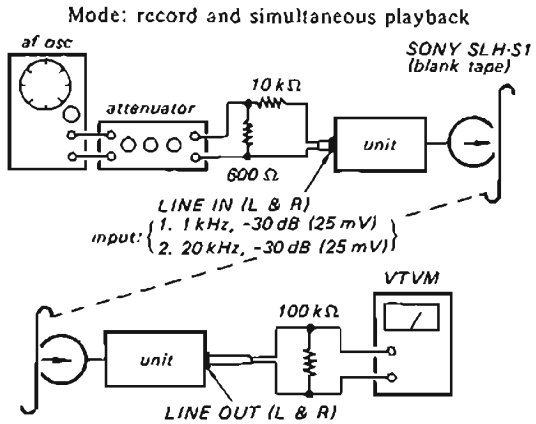 Mode: record and simultaneous playback
af osc
SONY SLH-S1
(blank tape)
10 kΩ
attenuator
unit
600 Ω
LINE IN (L & R)
input: { 1. 1 kHz, -30 dB (25 mV)
2. 20 kHz, -30 dB (25 mV) }
VTVM
100 kΩ
unit
LINE OUT (L & R)